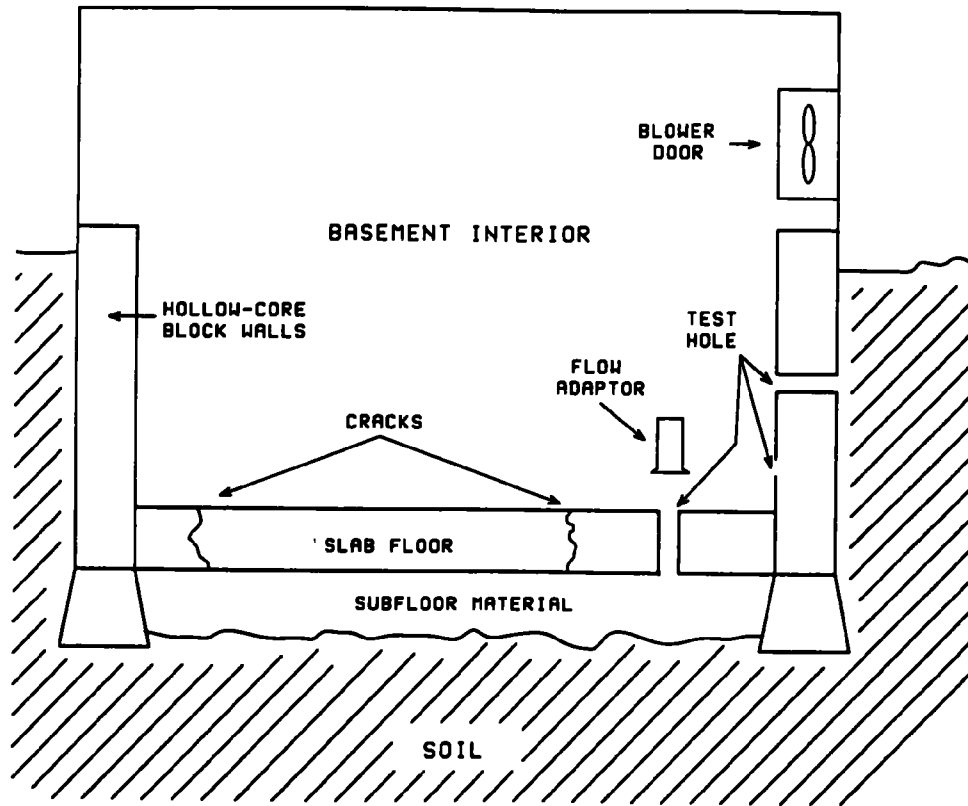 BLOWER
DOOR
BASEMENT INTERIOR
HOLLOW-CORE
BLOCK WALLS
TEST
HOLE
FLOW
ADAPTOR
CRACKS
SLAB FLOOR
SUBFLOOR MATERIAL
SOIL